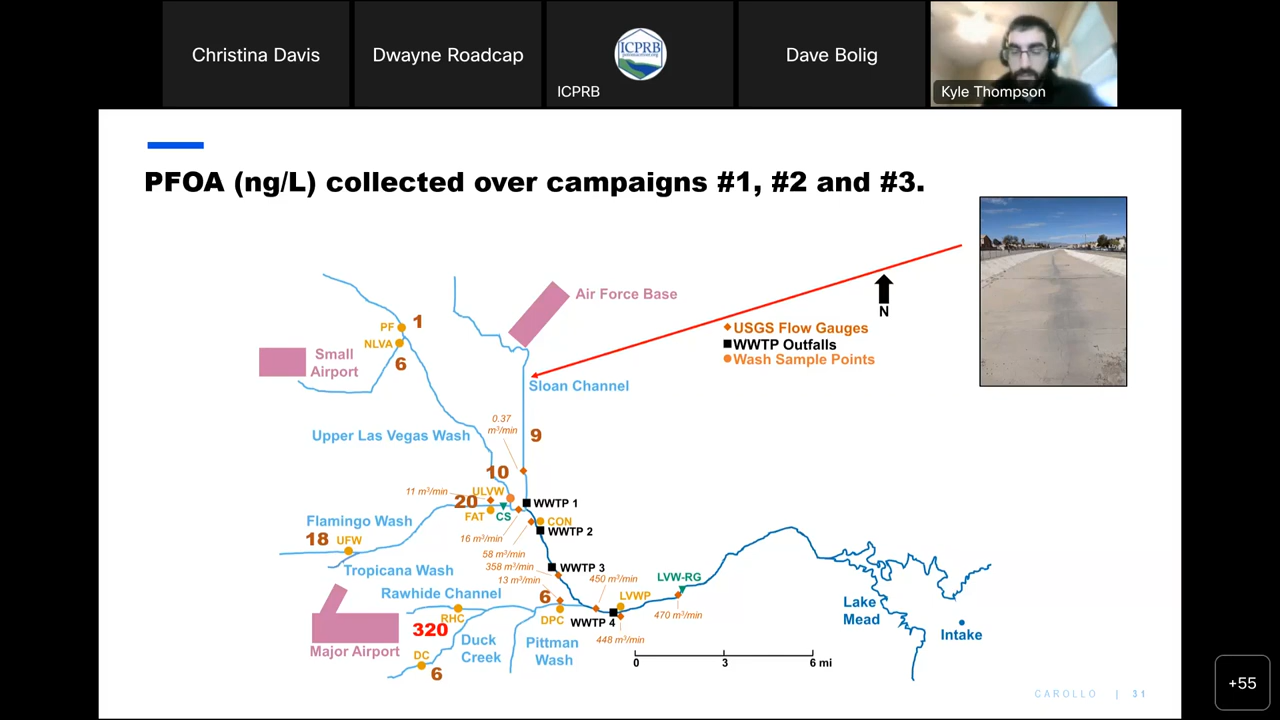 Christina Davis
Dwayne Roadcap
ICPRB
ICPRB
Dave Bolig
Kyle Thompson
PFOA (ng/L) collected over campaigns #1, #2 and #3.
Air Force Base
N
USGS Flow Gauges
WWTP Outfalls
Wash Sample Points
PF
1
NLVA
6
Small
Airport
Sloan Channel
0.37
m³/min
9
Upper Las Vegas Wash
10
11 m³/min
ULVW
20
FAT
CS
WWTP 1
CON
WWTP 2
Flamingo Wash
18
UFW
16 m³/min
58 m³/min
358 m³/min
WWTP 3
13 m³/min
450 m³/min
LVW-RG
Tropicana Wash
Rawhide Channel
6
LVWP
RHC
320
DPC
WWTP 4
470 m³/min
448 m³/min
Major Airport
Duck
Creek
Pittman
Wash
DC
6
0
3
6 mi
Lake
Mead
Intake
CAROLLO | 31
+55